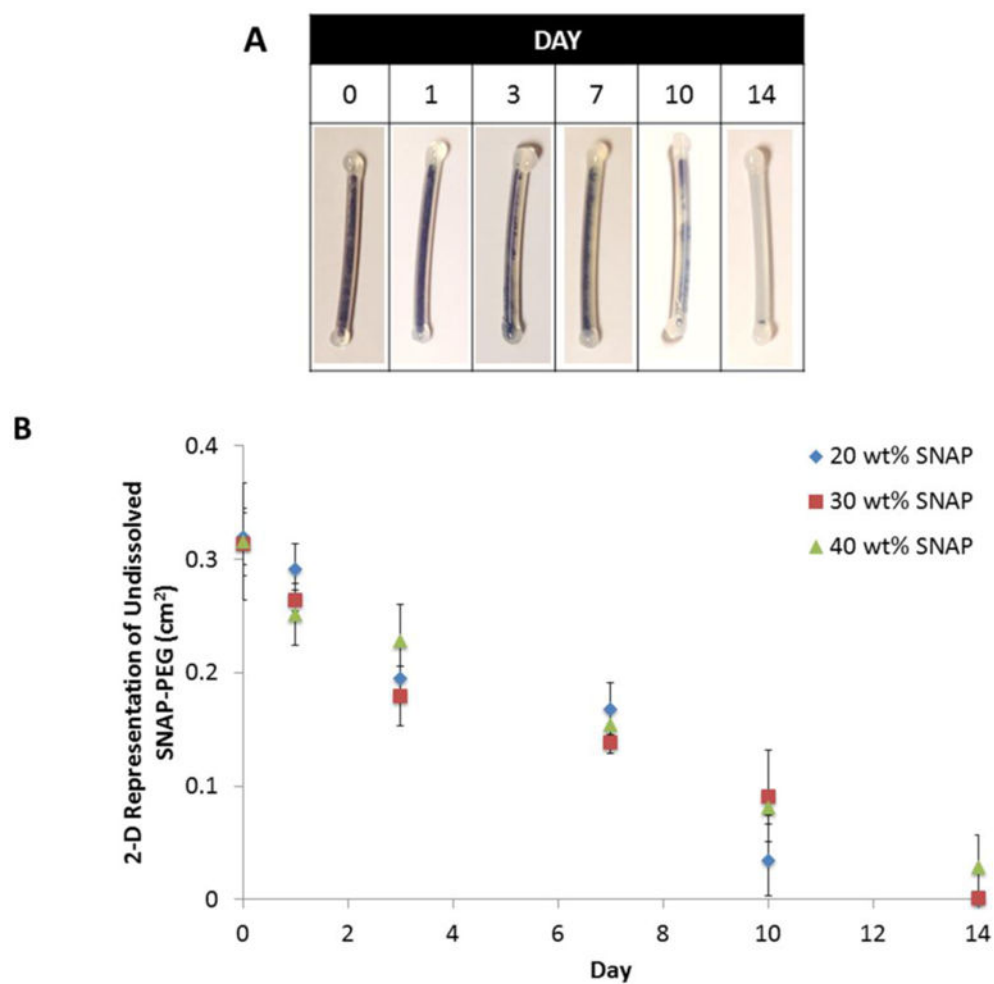 A
DAY
0 1 3 7 10 14
B
2-D Representation of Undissolved
SNAP-PEG (cm²)
0.4
0.3
0.2
0.1
0
20 wt% SNAP
30 wt% SNAP
40 wt% SNAP
0 2 4 6 8 10 12 14
Day